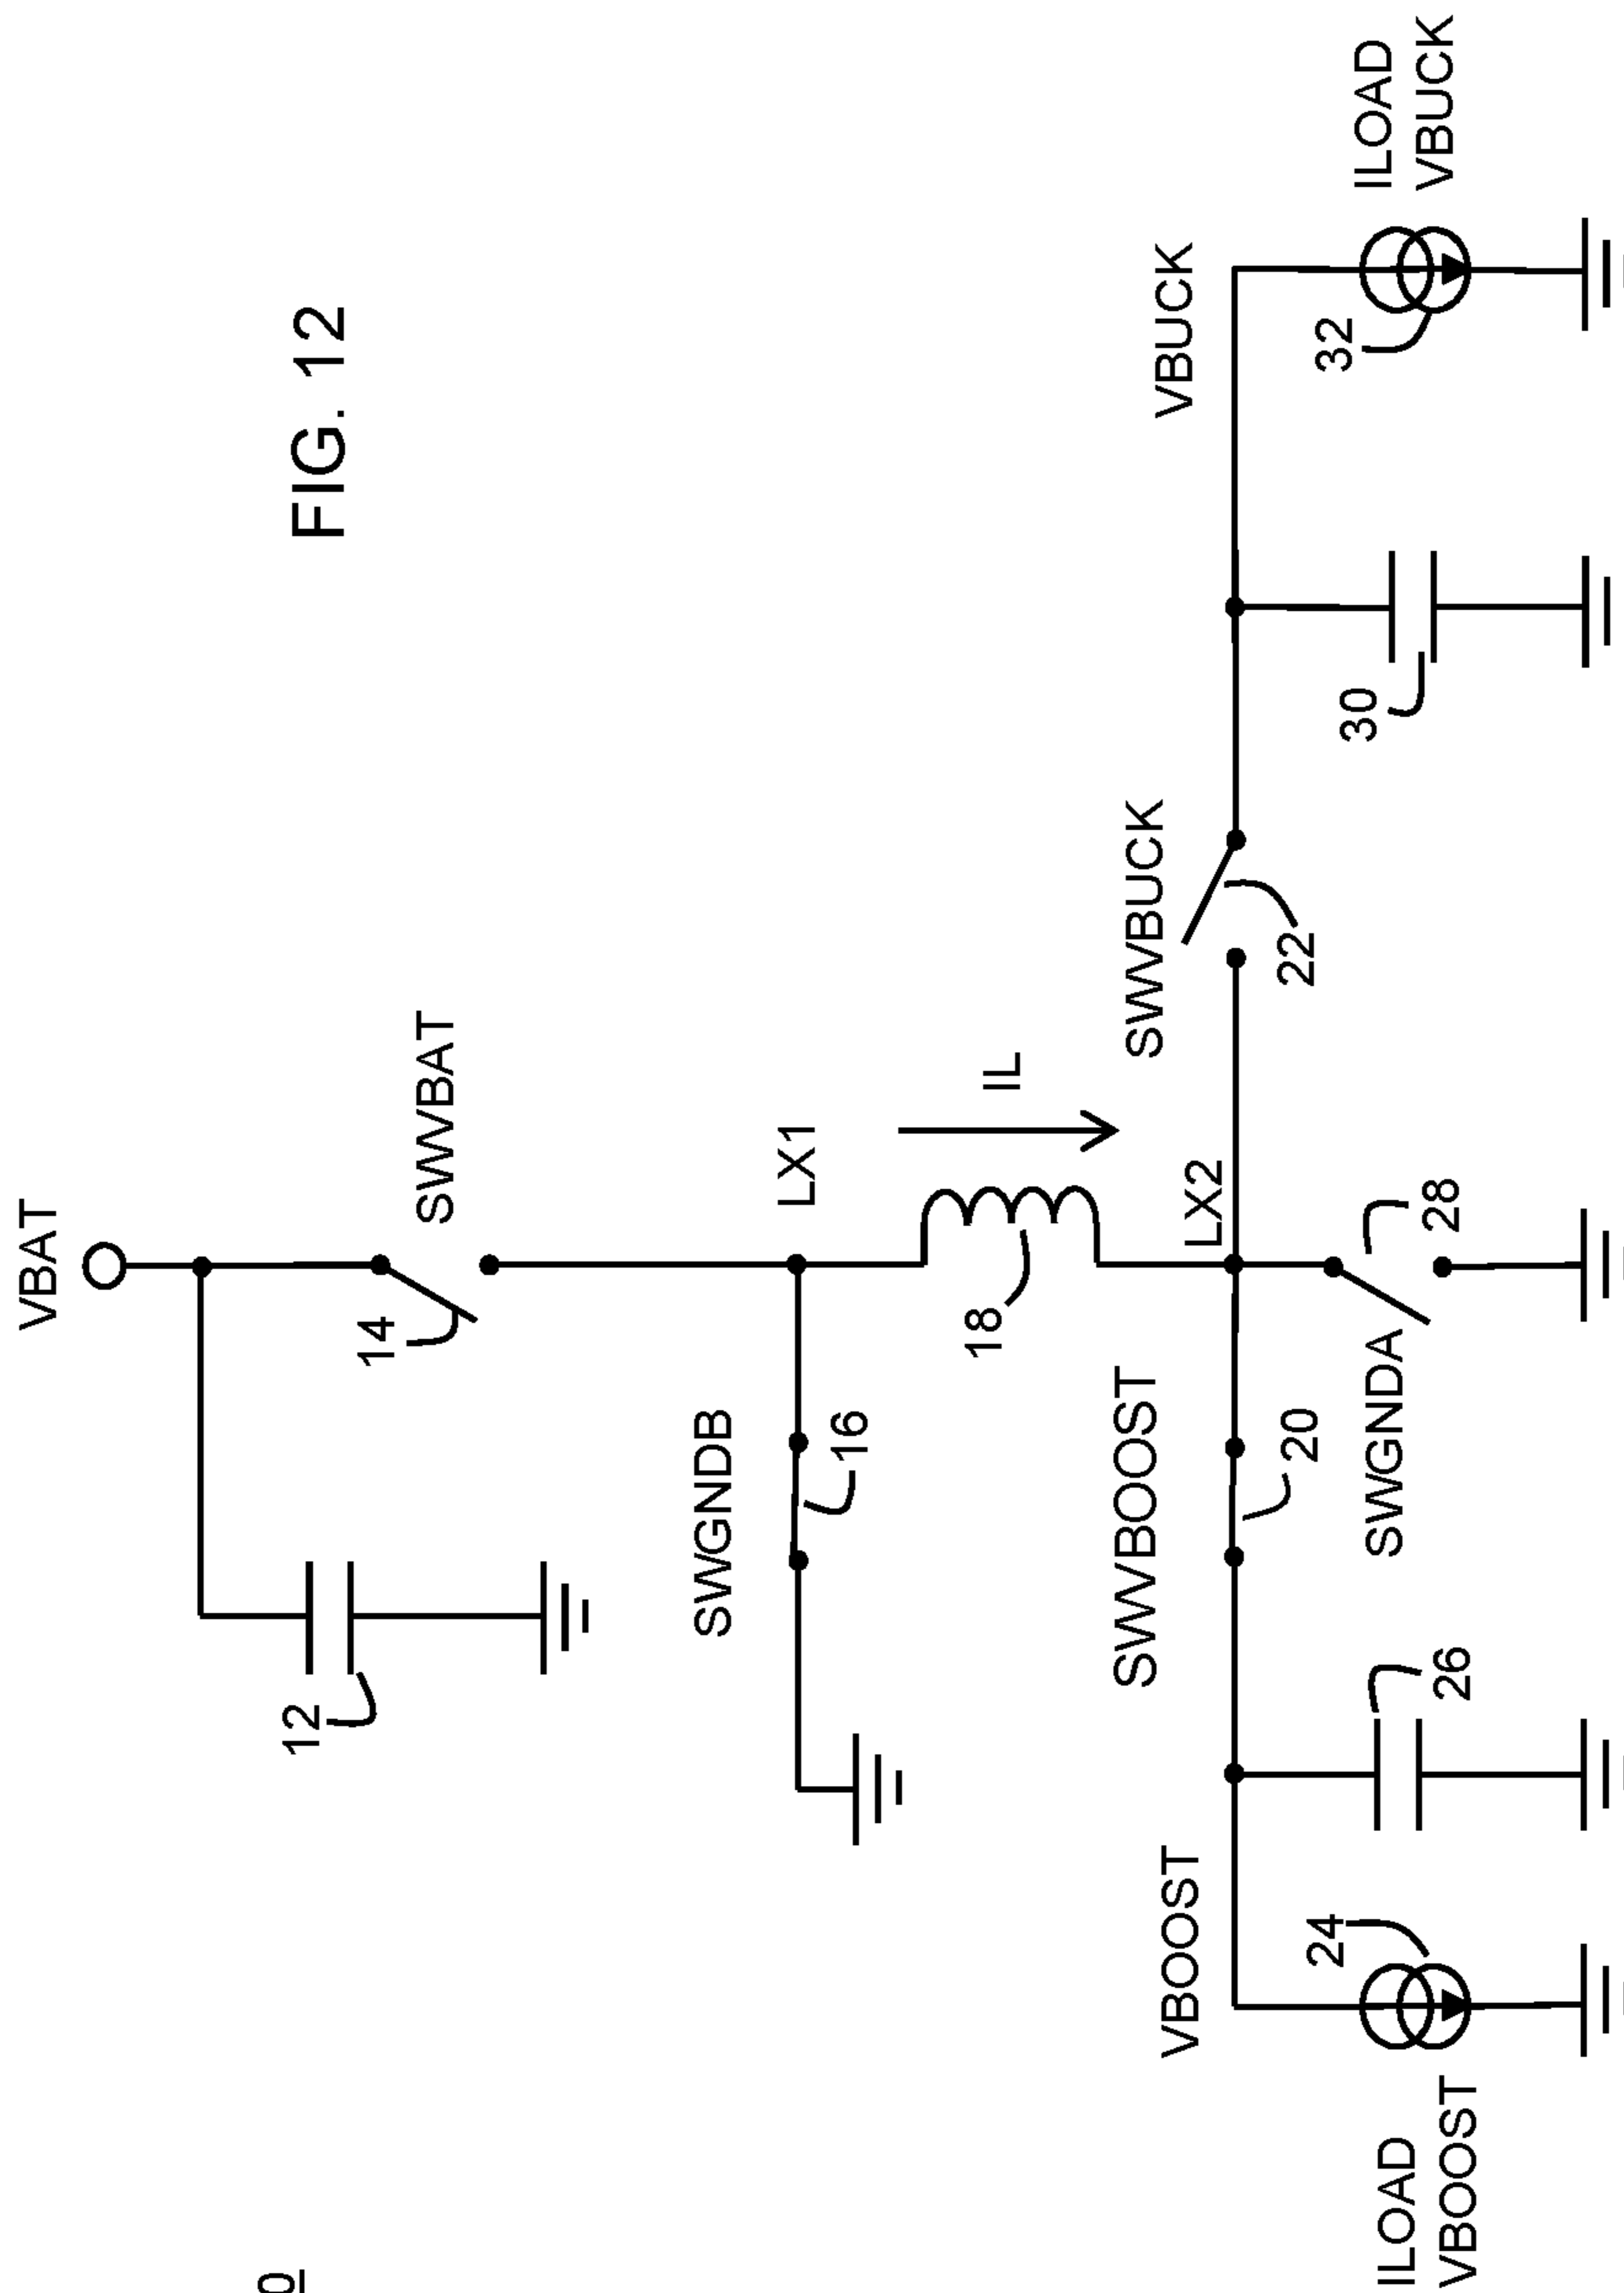 VBAT
0
12
FIG. 12
14
SWVBAT
SWGNDB
LX1
16
18
IL
SWVBOOST
SWVBUCK
VBOOST
LX2
VBUCK
20
22
24
32
30
ILOAD
VBOOST
SWGNDA
26
28
ILOAD
VBUCK